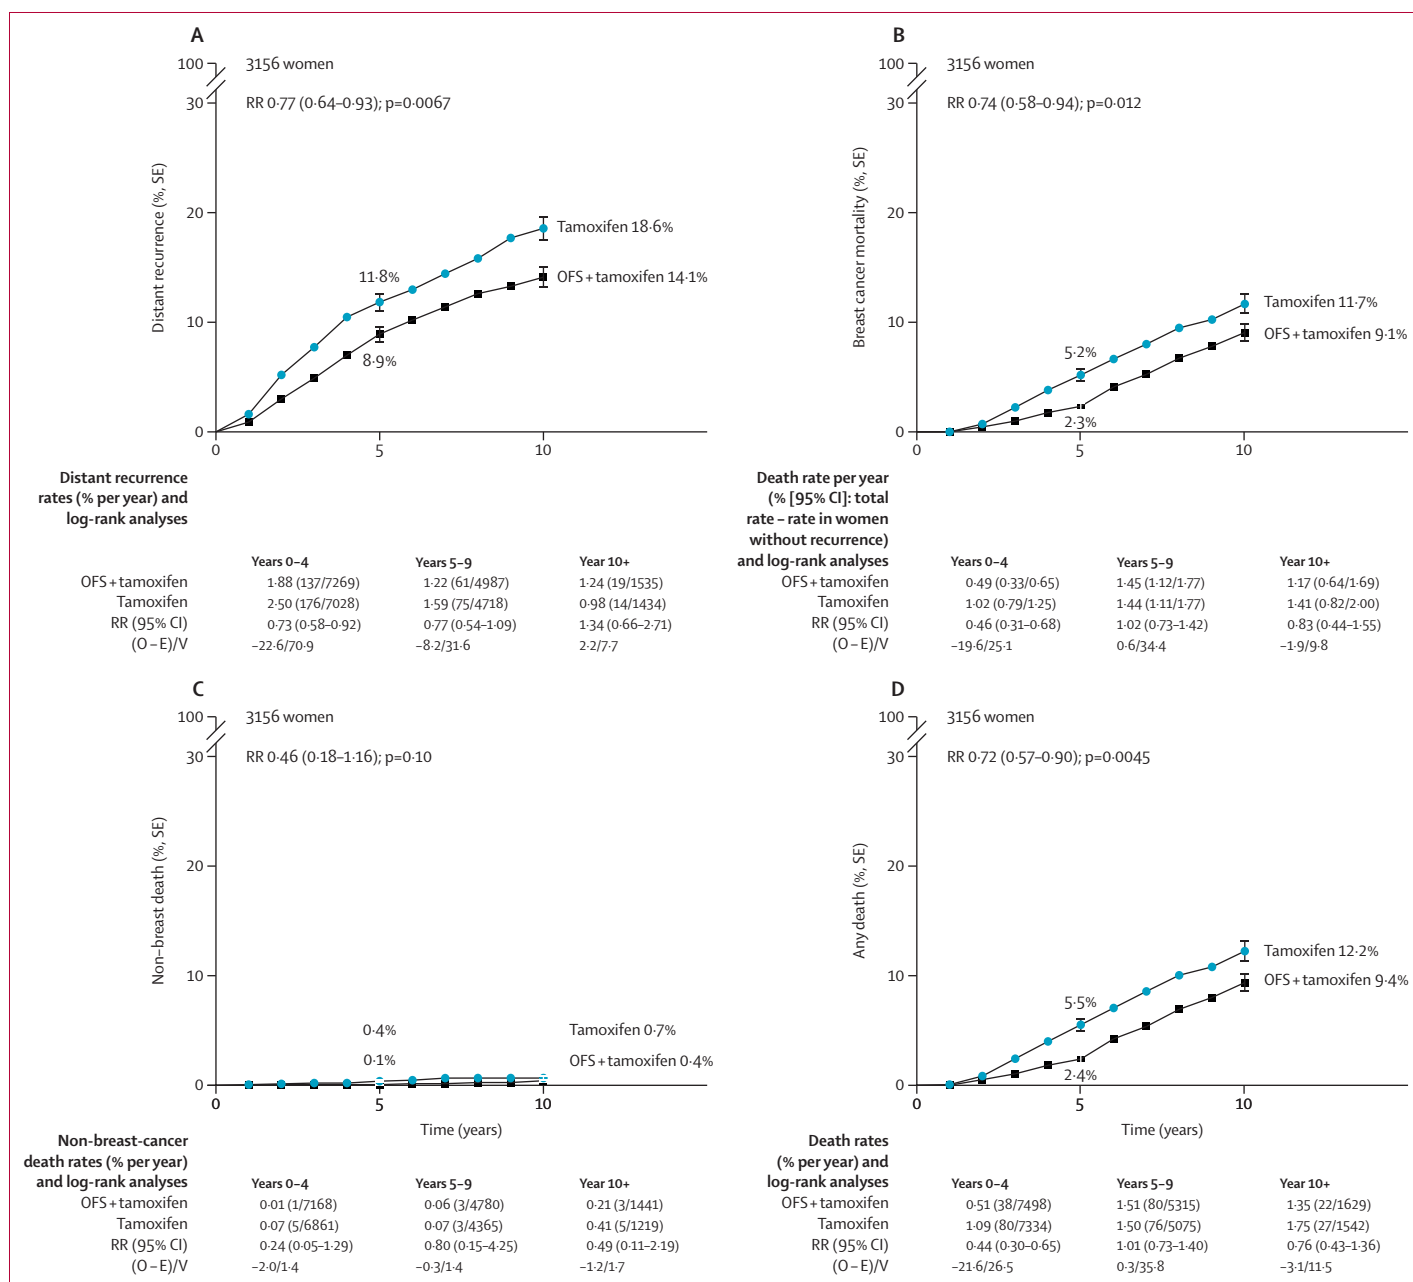 A
100
3156 women
RR 0·77 (0·64–0·93); p=0·0067
30
20
10
0
Distant recurrence (%, SE)
Tamoxifen 18·6%
OFS + tamoxifen 14·1%
11·8%
8·9%
0
5
10
Distant recurrence
rates (% per year) and
log-rank analyses
Years 0–4 Years 5–9 Year 10+
OFS + tamoxifen 1·88 (137/7269) 1·22 (61/4987) 1·24 (19/1535)
Tamoxifen 2·50 (176/7028) 1·59 (75/4718) 0·98 (14/1434)
RR (95% CI) 0·73 (0·58–0·92) 0·77 (0·54–1·09) 1·34 (0·66–2·71)
(O – E)/V –22·6/70·9 –8·2/31·6 2·2/7·7
B
100
3156 women
RR 0·74 (0·58–0·94); p=0·012
30
20
10
0
Breast cancer mortality (%, SE)
Tamoxifen 11·7%
OFS + tamoxifen 9·1%
5·2%
2·3%
0
5
10
Death rate per year
(% [95% CI]: total
rate – rate in women
without recurrence)
and log-rank analyses
Years 0–4 Years 5–9 Year 10+
OFS + tamoxifen 0·49 (0·33/0·65) 1·45 (1·12/1·77) 1·17 (0·64/1·69)
Tamoxifen 1·02 (0·79/1·25) 1·44 (1·11/1·77) 1·41 (0·82/2·00)
RR (95% CI) 0·46 (0·31–0·68) 1·02 (0·73–1·42) 0·83 (0·44–1·55)
(O – E)/V –19·6/25·1 0·6/34·4 –1·9/9·8
C
100
3156 women
RR 0·46 (0·18–1·16); p=0·10
30
20
10
0
Non–breast death (%, SE)
0·4%
0·1%
Tamoxifen 0·7%
OFS + tamoxifen 0·4%
0
5
10
Time (years)
Non-breast-cancer
death rates (% per year)
and log-rank analyses
Years 0–4 Years 5–9 Year 10+
OFS + tamoxifen 0·01 (1/7168) 0·06 (3/4780) 0·21 (3/1441)
Tamoxifen 0·07 (5/6861) 0·07 (3/4365) 0·41 (5/1219)
RR (95% CI) 0·24 (0·05–1·29) 0·80 (0·15–4·25) 0·49 (0·11–2·19)
(O – E)/V –2·0/1·4 –0·3/1·4 –1·2/1·7
D
100
3156 women
RR 0·72 (0·57–0·90); p=0·0045
30
20
10
0
Any death (%, SE)
Tamoxifen 12·2%
OFS + tamoxifen 9·4%
5·5%
2·4%
0
5
10
Time (years)
Death rates
(% per year) and
log-rank analyses
Years 0–4 Years 5–9 Year 10+
OFS + tamoxifen 0·51 (38/7498) 1·51 (80/5315) 1·35 (22/1629)
Tamoxifen 1·09 (80/7334) 1·50 (76/5075) 1·75 (27/1542)
RR (95% CI) 0·44 (0·30–0·65) 1·01 (0·73–1·40) 0·76 (0·43–1·36)
(O – E)/V –21·6/26·5 0·3/35·8 –3·1/11·5